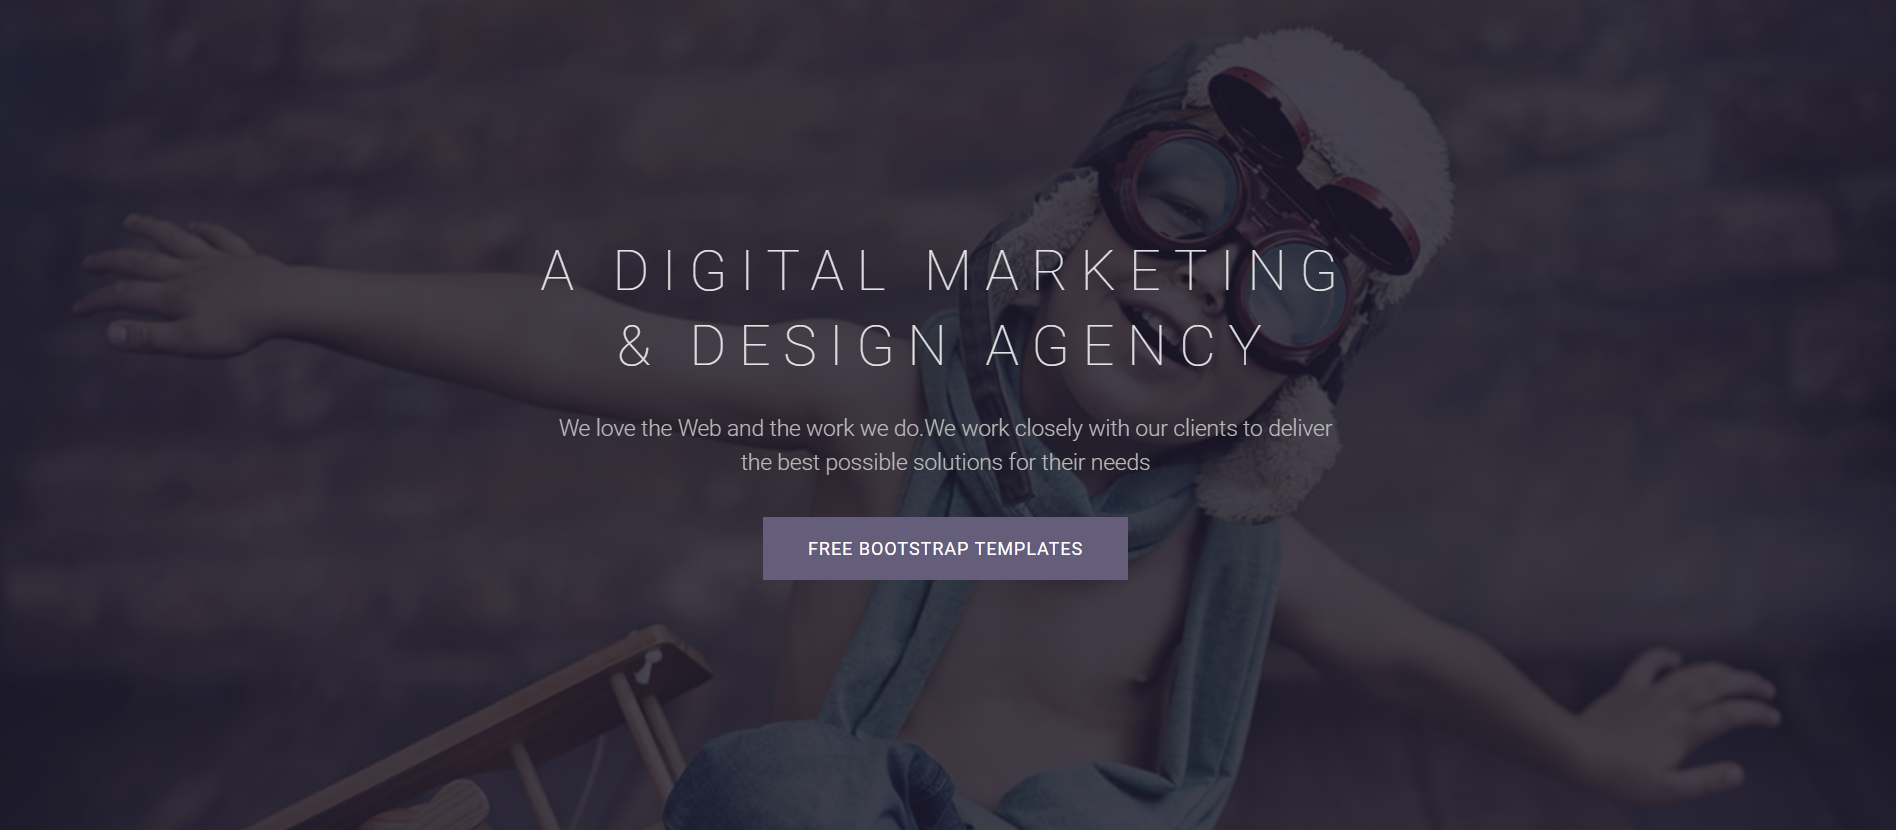 A DIGITAL MARKETING
& DESIGN AGENCY
We love the Web and the work we do.We work closely with our clients to deliver
the best possible solutions for their needs
FREE BOOTSTRAP TEMPLATES